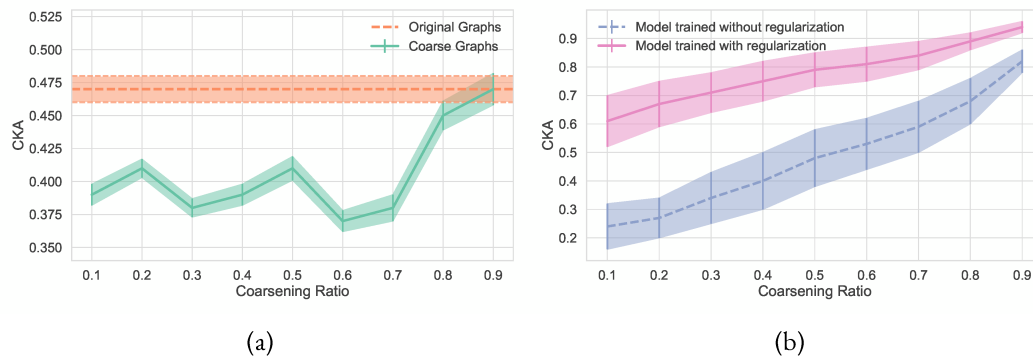 0.525
0.500
0.475
0.450
0.425
0.400
0.375
0.350
CKA
Original Graphs
Coarse Graphs
0.1 0.2 0.3 0.4 0.5 0.6 0.7 0.8 0.9
Coarsening Ratio
(a)
0.9
0.8
0.7
0.6
0.5
0.4
0.3
0.2
CKA
Model trained without regularization
Model trained with regularization
0.1 0.2 0.3 0.4 0.5 0.6 0.7 0.8 0.9
Coarsening Ratio
(b)